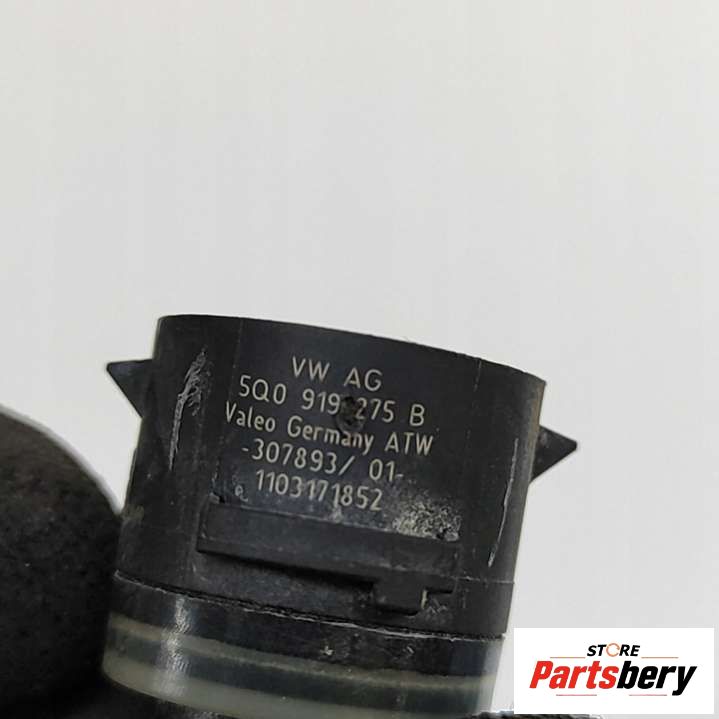 VW AG
5Q0 919 275 B
Valeo Germany ATW
-307893/ 01-
1103171852
STORE
Partsbery